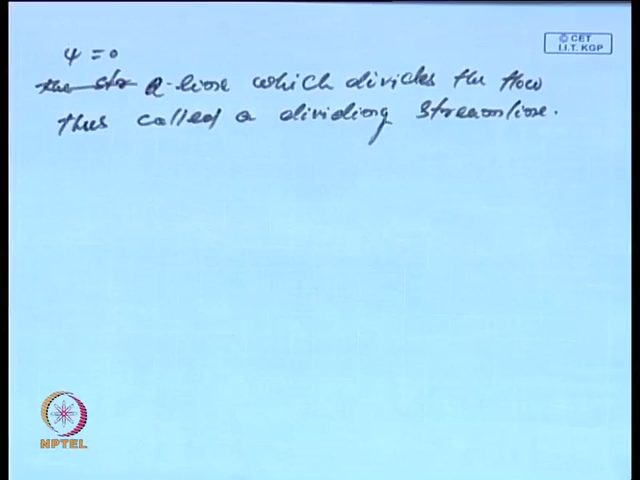 ψ = 0
© CET
I.I.T. KGP
the str a line which divides the flow
thus called a dividing streamline.
NPTEL